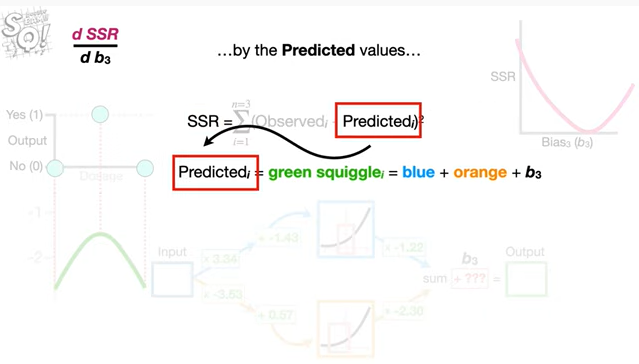 SQ!
d SSR
d b₃
…by the Predicted values…
SSR
Bias₃ (b₃)
SSR = ∑ (Observedᵢ - Predictedᵢ)²
n=3
i=1
Yes (1)
Output
No (0)
Dosage
-1
-2
Predictedᵢ = green squiggleᵢ = blue + orange + b₃
Input
× 3.34
+ -1.43
× -1.22
× -3.53
+ 0.57
× -2.30
b₃
sum + ??? =
Output